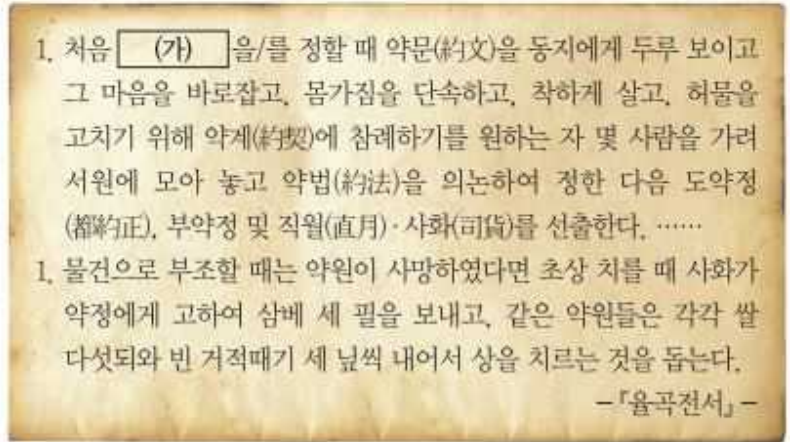 1. 처음 (가) 을/를 정할 때 약문(約文)을 동지에게 두루 보이고
그 마음을 바로잡고, 몸가짐을 단속하고, 착하게 살고, 허물을
고치기 위해 약계(約契)에 참례하기를 원하는 자 몇 사람을 가려
서원에 모아 놓고 약법(約法)을 의논하여 정한 다음 도약정
(都約正), 부약정 및 직월(直月)·사화(司貨)를 선출한다. ……
1. 물건으로 부조할 때는 약원이 사망하였다면 초상 치를 때 사화가
약정에게 고하여 삼베 세 필을 보내고, 같은 약원들은 각각 쌀
다섯되와 빈 거적때기 세 닢씩 내어서 상을 치르는 것을 돕는다.
-『율곡전서』-